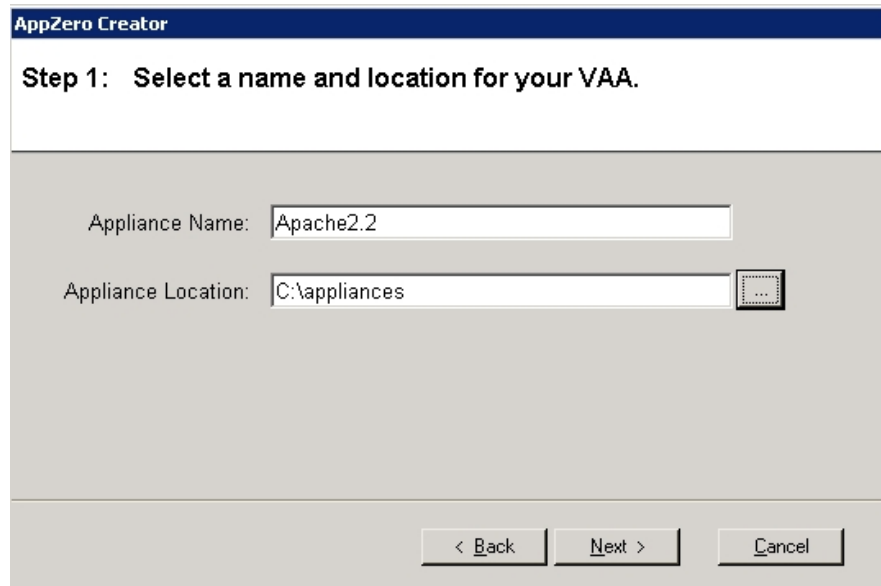 AppZero Creator
Step 1: Select a name and location for your VAA.
Appliance Name: Apache2.2
Appliance Location: C:\appliances ...
< Back Next > Cancel